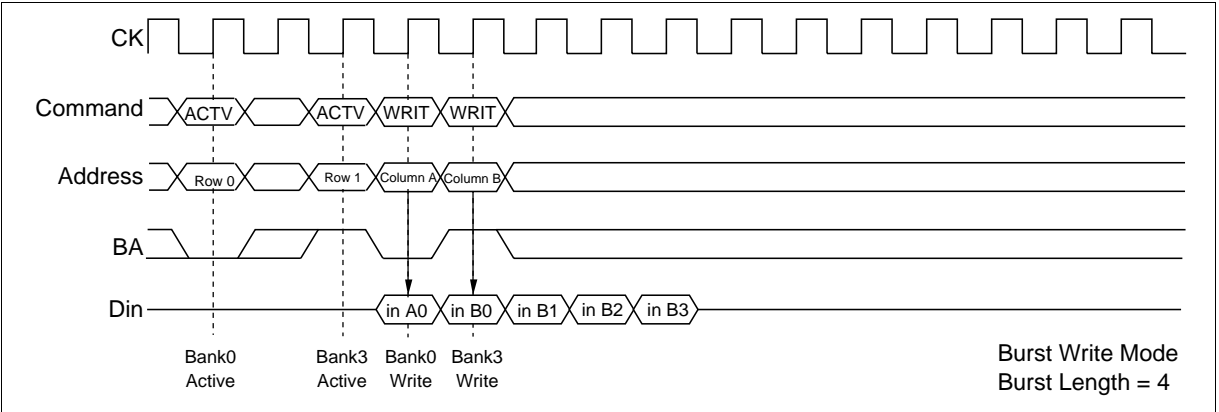 CK
Command ACTV ACTV WRIT WRIT
Address Row 0 Row 1 Column A Column B
BA
Din in A0 in B0 in B1 in B2 in B3
Bank0 Bank3 Bank0 Bank3
Active Active Write Write
Burst Write Mode
Burst Length = 4